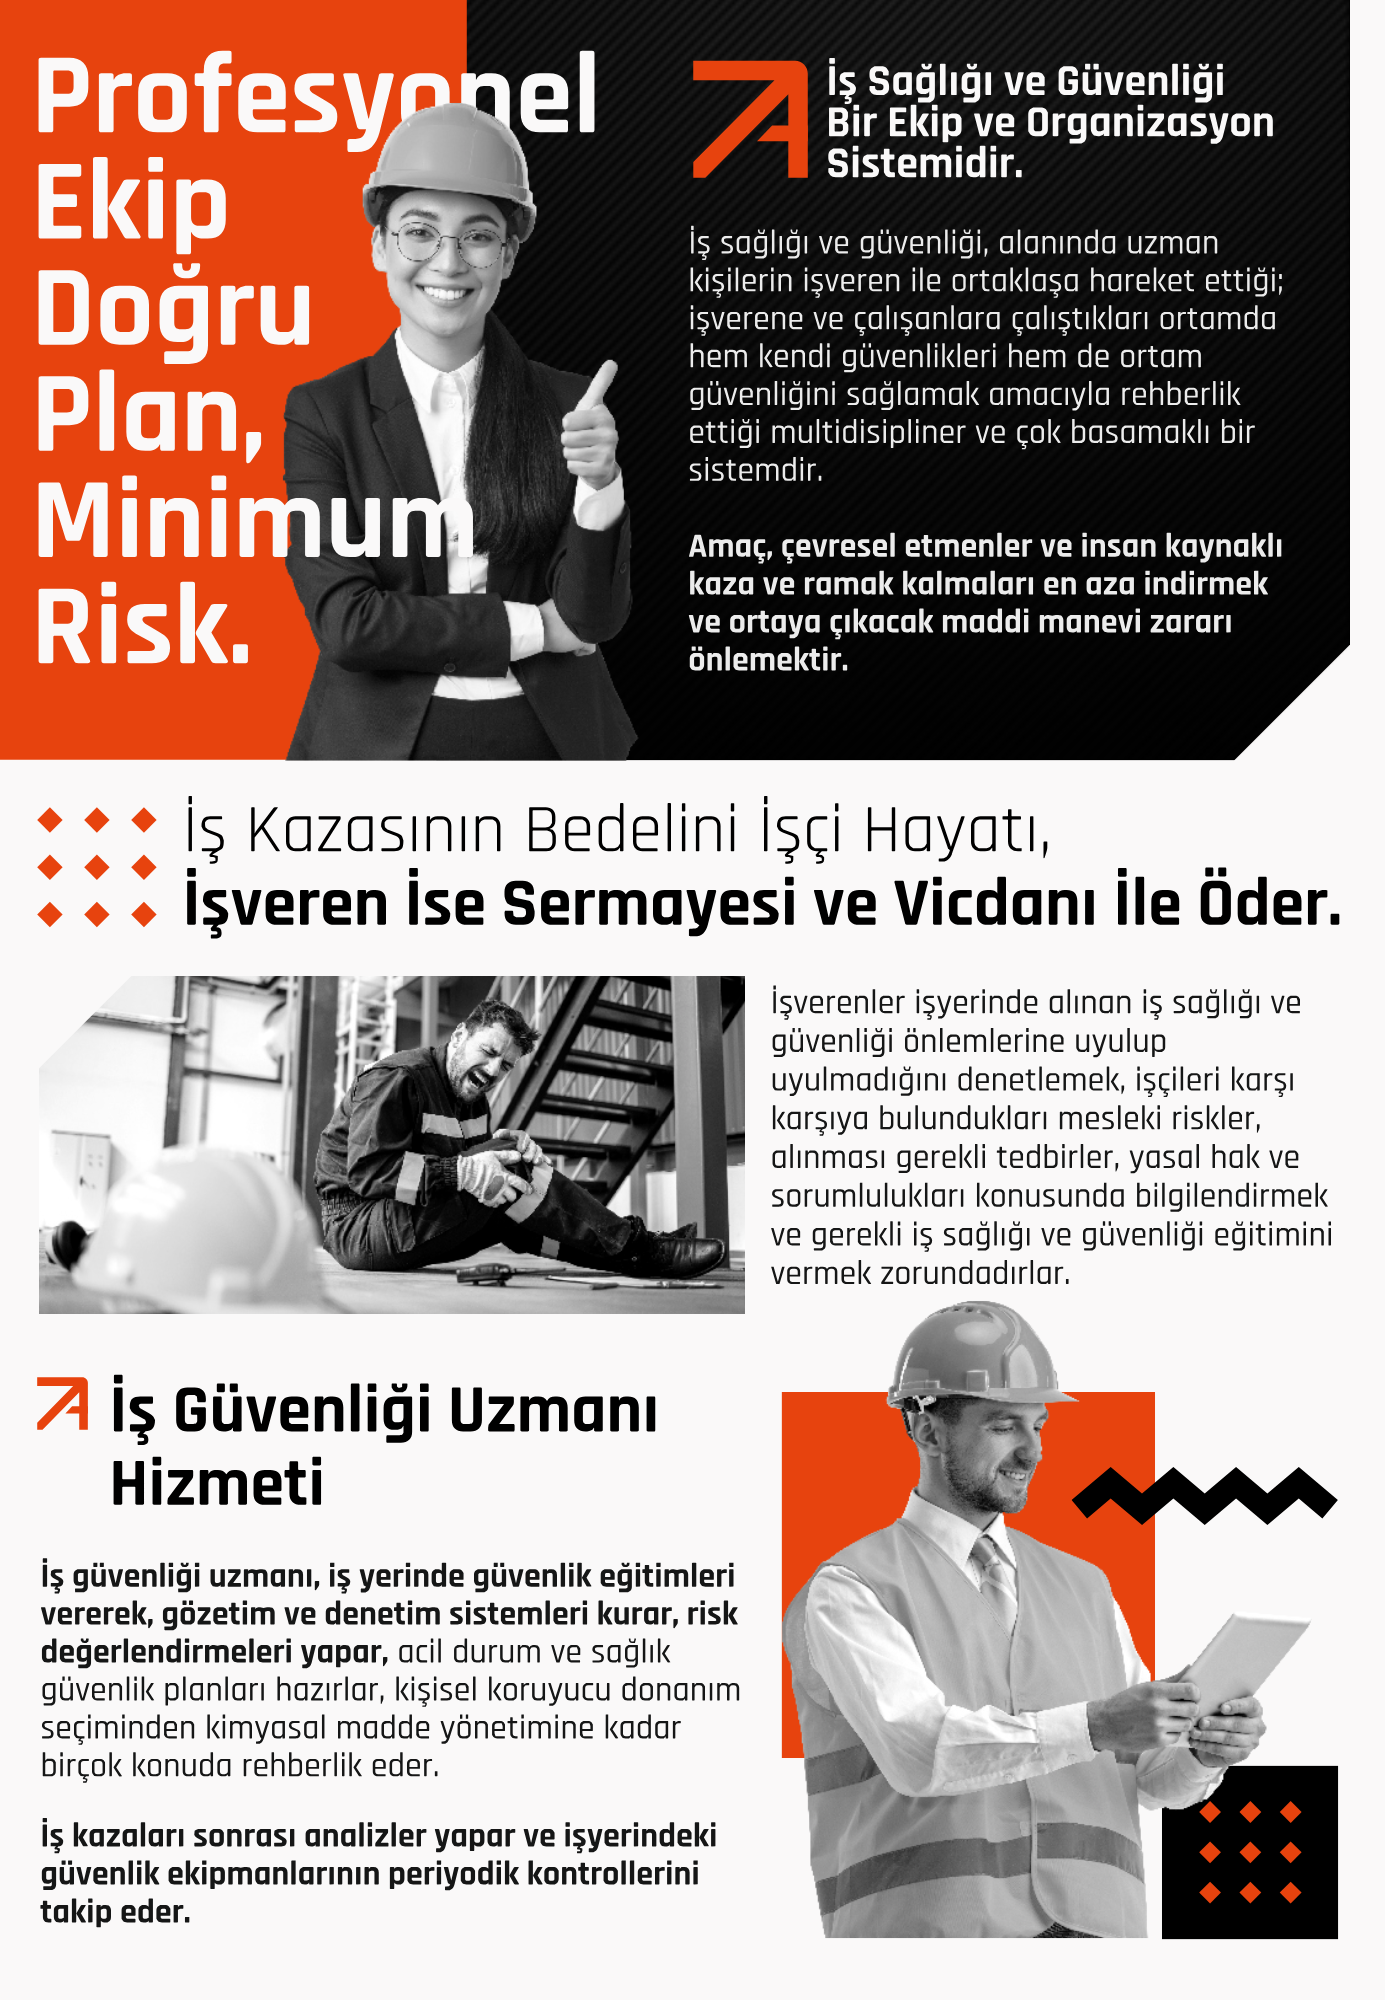 Profesyonel
Ekip
Doğru
Plan,
Minimum
Risk.
İş Sağlığı ve Güvenliği
Bir Ekip ve Organizasyon
Sistemidir.
İş sağlığı ve güvenliği, alanında uzman
kişilerin işveren ile ortaklaşa hareket ettiği;
işverene ve çalışanlara çalıştıkları ortamda
hem kendi güvenlikleri hem de ortam
güvenliğini sağlamak amacıyla rehberlik
ettiği multidisipliner ve çok basamaklı bir
sistemdir.
Amaç, çevresel etmenler ve insan kaynaklı
kaza ve ramak kalmaları en aza indirmek
ve ortaya çıkacak maddi manevi zararı
önlemektir.
İş Kazasının Bedelini İşçi Hayatı,
İşveren İse Sermayesi ve Vicdanı İle Öder.
İşverenler işyerinde alınan iş sağlığı ve
güvenliği önlemlerine uyulup
uyulmadığını denetlemek, işçileri karşı
karşıya bulundukları mesleki riskler,
alınması gerekli tedbirler, yasal hak ve
sorumlulukları konusunda bilgilendirmek
ve gerekli iş sağlığı ve güvenliği eğitimini
vermek zorundadırlar.
İş Güvenliği Uzmanı
Hizmeti
İş güvenliği uzmanı, iş yerinde güvenlik eğitimleri
vererek, gözetim ve denetim sistemleri kurar, risk
değerlendirmeleri yapar, acil durum ve sağlık
güvenlik planları hazırlar, kişisel koruyucu donanım
seçiminden kimyasal madde yönetimine kadar
birçok konuda rehberlik eder.
İş kazaları sonrası analizler yapar ve işyerindeki
güvenlik ekipmanlarının periyodik kontrollerini
takip eder.